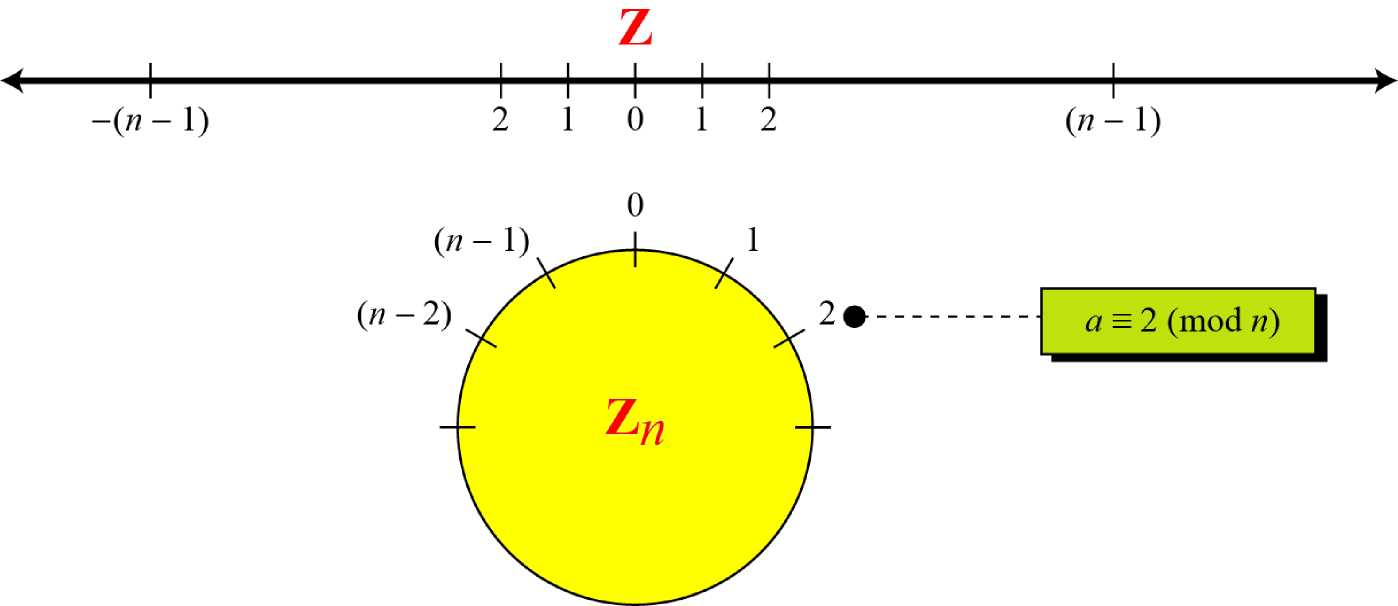 Z
−(n − 1) 2 1 0 1 2 (n − 1)
0
(n − 1) 1
(n − 2) 2 a ≡ 2 (mod n)
Zn